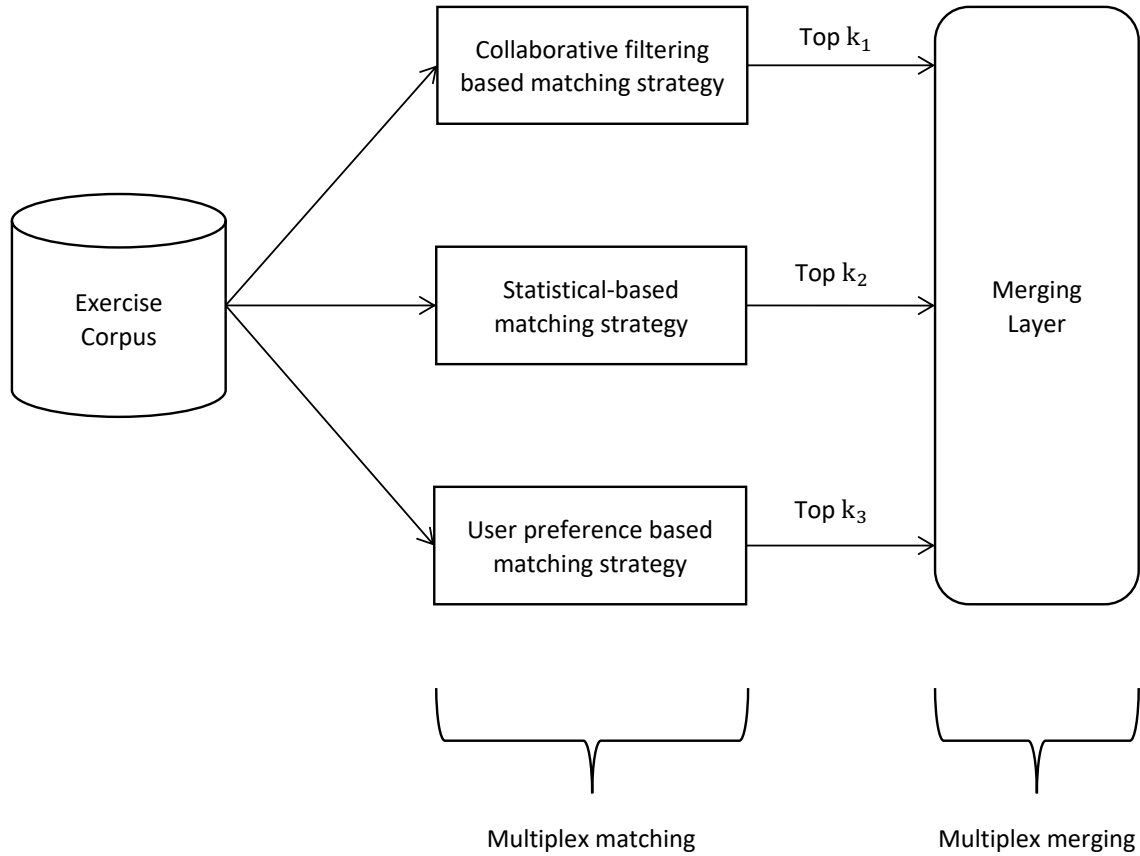 Collaborative filtering
based matching strategy
Top k₁
Exercise
Corpus
Statistical-based
matching strategy
Top k₂
Merging
Layer
User preference based
matching strategy
Top k₃
Multiplex matching
Multiplex merging